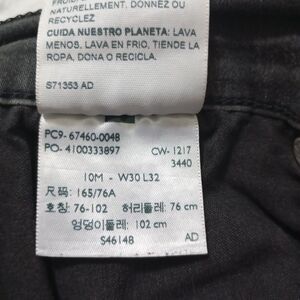 NATURELLEMENT, DONNEZ OU
RECYCLEZ
CUIDA NUESTRO PLANETA: LAVA
MENOS, LAVA EN FRIO, TIENDE LA
ROPA, DONA O RECICLA.
S71353 AD
PC9- 67460-0048
PO- 4100333897 CW- 1217
3440
10M - W30 L32
尺码: 165/76A
호칭: 76-102 허리둘레: 76 cm
엉덩이둘레: 102 cm
S46148 AD